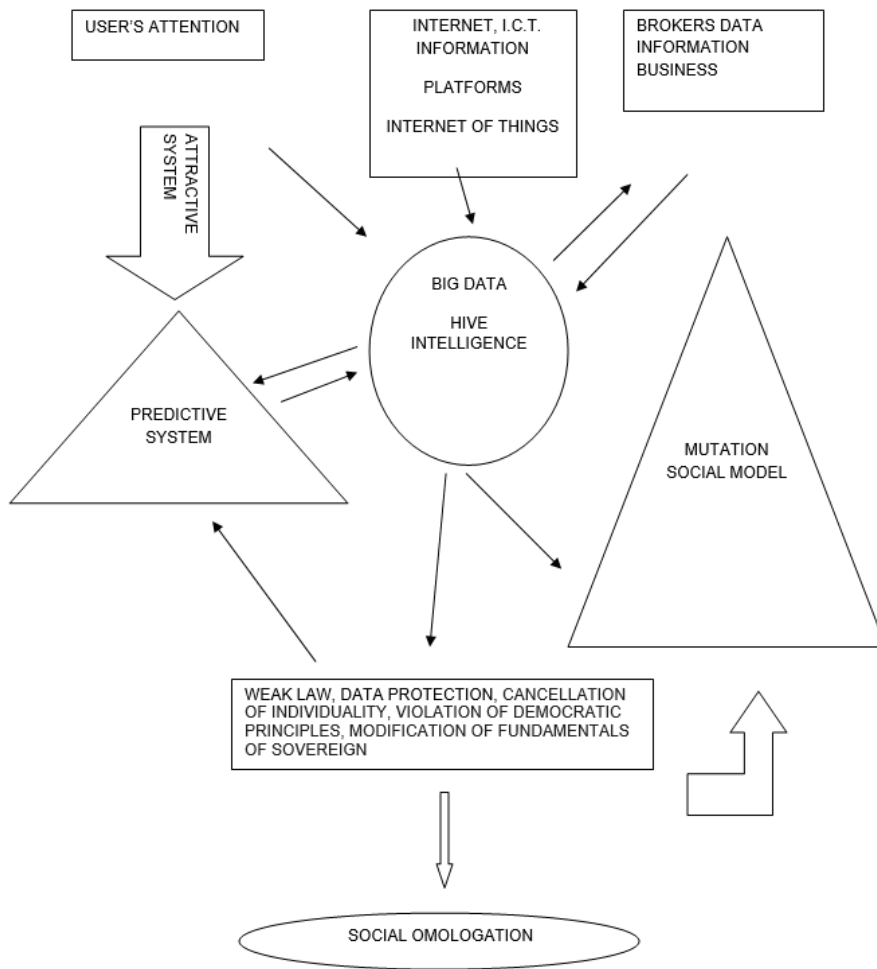 USER'S ATTENTION
INTERNET, I.C.T.
INFORMATION
PLATFORMS
INTERNET OF THINGS
BROKERS DATA
INFORMATION
BUSINESS
ATTRACTIVE
SYSTEM
BIG DATA
HIVE
INTELLIGENCE
PREDICTIVE
SYSTEM
MUTATION
SOCIAL MODEL
WEAK LAW, DATA PROTECTION, CANCELLATION
OF INDIVIDUALITY, VIOLATION OF DEMOCRATIC
PRINCIPLES, MODIFICATION OF FUNDAMENTALS
OF SOVEREIGN
SOCIAL OMOLOGATION